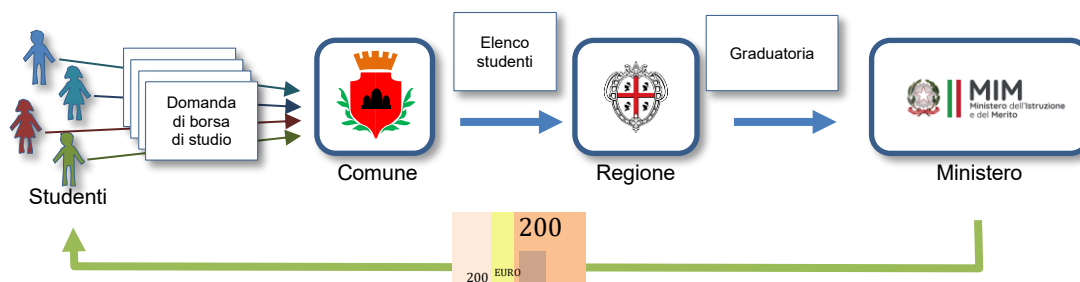 Domanda
di borsa
di studio
Studenti
Comune
Elenco
studenti
Regione
Graduatoria
MIM
Ministero dell'Istruzione
e del Merito
Ministero
200
EURO
200